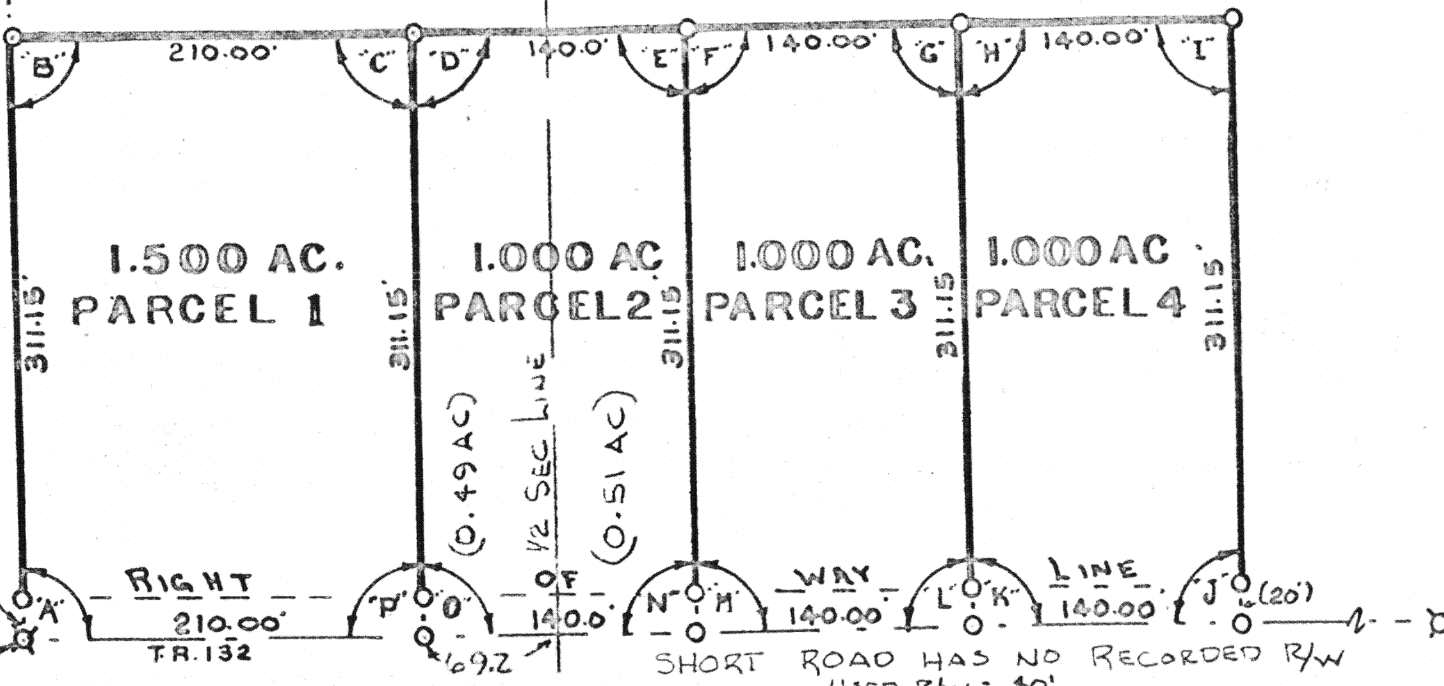 "B" 210.00' "C" "D" 140.0' "E" "F" 140.00' "G" "H" 140.00' "I"
1.500 AC. 1.000 AC 1.000 AC. 1.000 AC
PARCEL 1 PARCEL 2 PARCEL 3 PARCEL 4
311.15' 311.15' 311.15' 311.15' 311.15'
(0.49 AC) 1/2 SEC LINE (0.51 AC)
RIGHT OF WAY LINE
"A" "P" "O" "N" "M" "L" "K" "J" (20')
210.00' 140.0' 140.00' 140.00'
T.R. 132 69.2
SHORT ROAD HAS NO RECORDED R/W